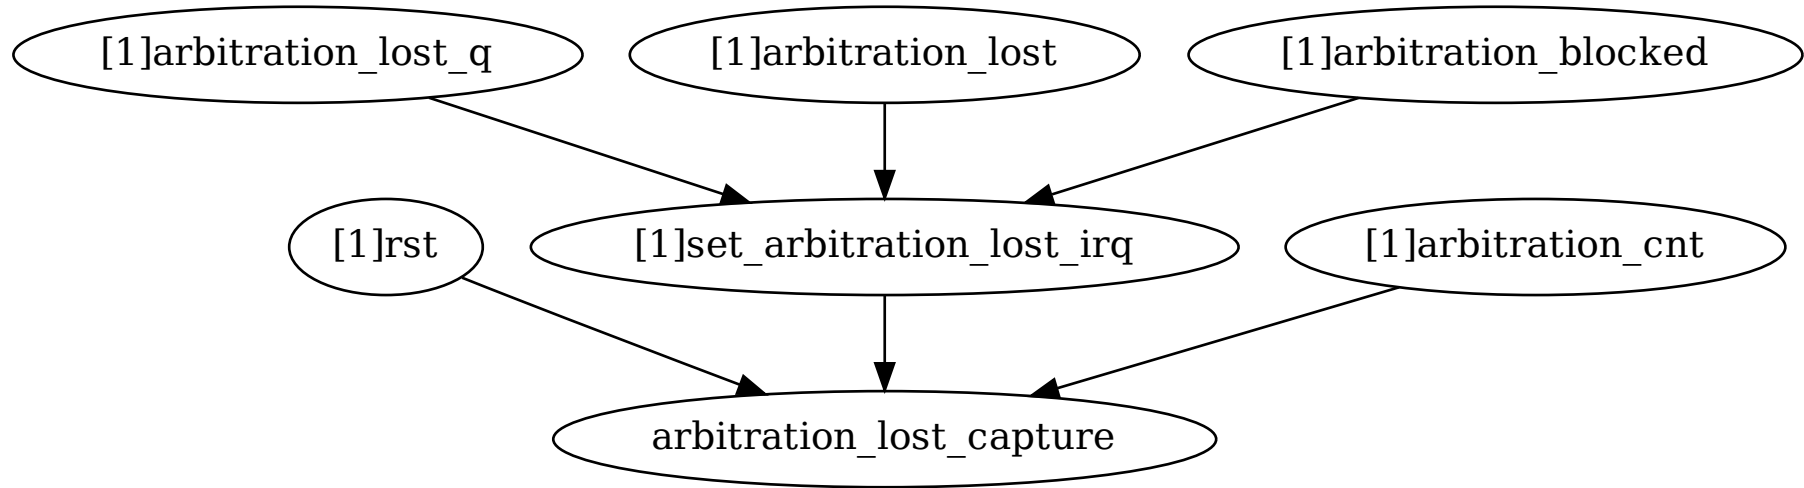 [1]arbitration_lost_q
[1]arbitration_lost
[1]arbitration_blocked
[1]rst
[1]set_arbitration_lost_irq
[1]arbitration_cnt
arbitration_lost_capture